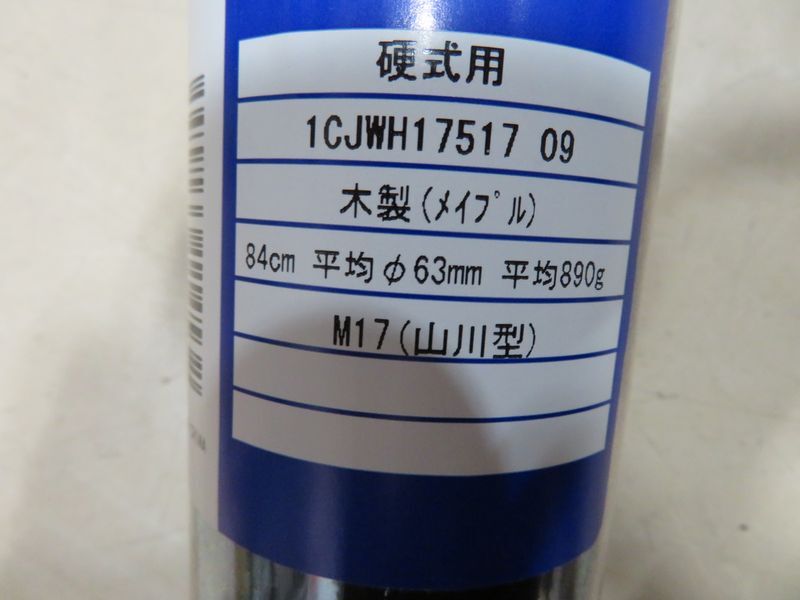 硬式用
1CJWH17517 09
木製(ﾒｲﾌﾟﾙ)
84cm 平均φ63mm 平均890g
M17(山川型)